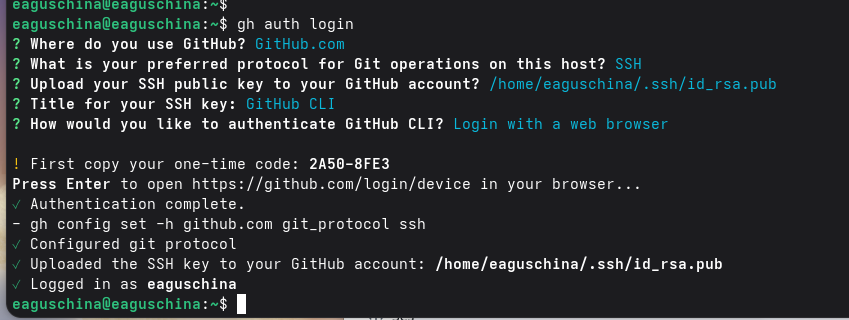 eaguschina@eaguschina:~$
eaguschina@eaguschina:~$ gh auth login
? Where do you use GitHub? GitHub.com
? What is your preferred protocol for Git operations on this host? SSH
? Upload your SSH public key to your GitHub account? /home/eaguschina/.ssh/id_rsa.pub
? Title for your SSH key: GitHub CLI
? How would you like to authenticate GitHub CLI? Login with a web browser
! First copy your one-time code: 2A50-8FE3
Press Enter to open https://github.com/login/device in your browser...
✓ Authentication complete.
- gh config set -h github.com git_protocol ssh
✓ Configured git protocol
✓ Uploaded the SSH key to your GitHub account: /home/eaguschina/.ssh/id_rsa.pub
✓ Logged in as eaguschina
eaguschina@eaguschina:~$